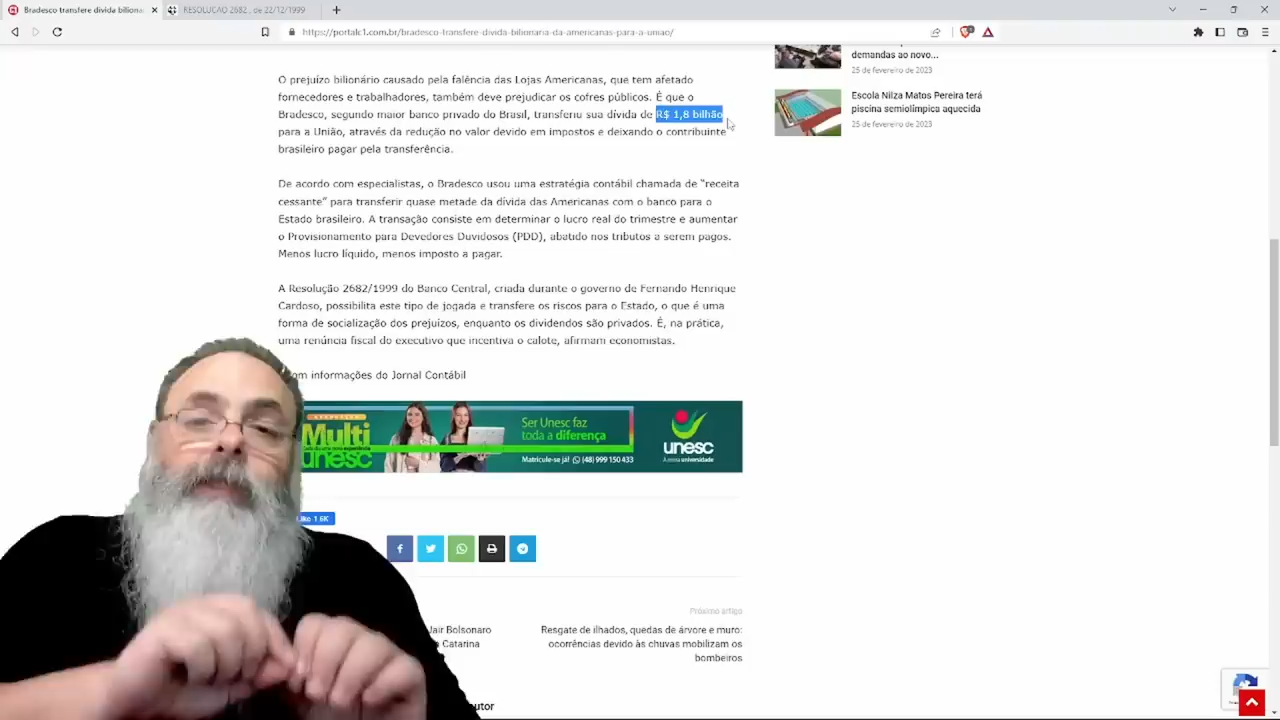 Bradesco transfere dívida biliona
RESOLUCAO 2682 , de 22/12/1999
https://portalc1.com.br/bradesco-transfere-divida-bilionaria-da-americanas-para-a-uniao/
O prejuízo bilionário causado pela falência das Lojas Americanas, que tem afetado
fornecedores e trabalhadores, também deve prejudicar os cofres públicos. É que o
Bradesco, segundo maior banco privado do Brasil, transferiu sua dívida de R$ 1,8 bilhão
para a União, através da redução no valor devido em impostos e deixando o contribuinte
brasileiro pagar pela transferência.
De acordo com especialistas, o Bradesco usou uma estratégia contábil chamada de “receita
cessante” para transferir quase metade da dívida das Americanas com o banco para o
Estado brasileiro. A transação consiste em determinar o lucro real do trimestre e aumentar
o Provisionamento para Devedores Duvidosos (PDD), abatido nos tributos a serem pagos.
Menos lucro líquido, menos imposto a pagar.
A Resolução 2682/1999 do Banco Central, criada durante o governo de Fernando Henrique
Cardoso, possibilita este tipo de jogada e transfere os riscos para o Estado, o que é uma
forma de socialização dos prejuízos, enquanto os dividendos são privados. É, na prática,
uma renúncia fiscal do executivo que incentiva o calote, afirmam economistas.
om informações do Jornal Contábil
demandas ao novo...
25 de fevereiro de 2023
Escola Nilza Matos Pereira terá
piscina semiolímpica aquecida
25 de fevereiro de 2023
Multi
unesc
Ser Unesc faz
toda a diferença
Matricule-se já! (48) 999 150 433
unesc
Like 1.6K
Próximo artigo
Jair Bolsonaro
Catarina
Resgate de ilhados, quedas de árvore e muro:
ocorrências devido às chuvas mobilizam os
bombeiros
utor